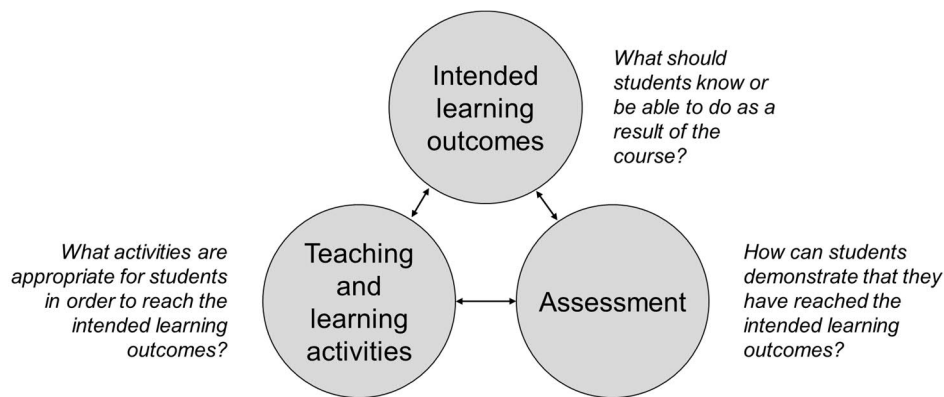 Intended
learning
outcomes
What should
students know or
be able to do as a
result of the
course?
What activities are
appropriate for students
in order to reach the
intended learning
outcomes?
Teaching
and
learning
activities
Assessment
How can students
demonstrate that they
have reached the
intended learning
outcomes?